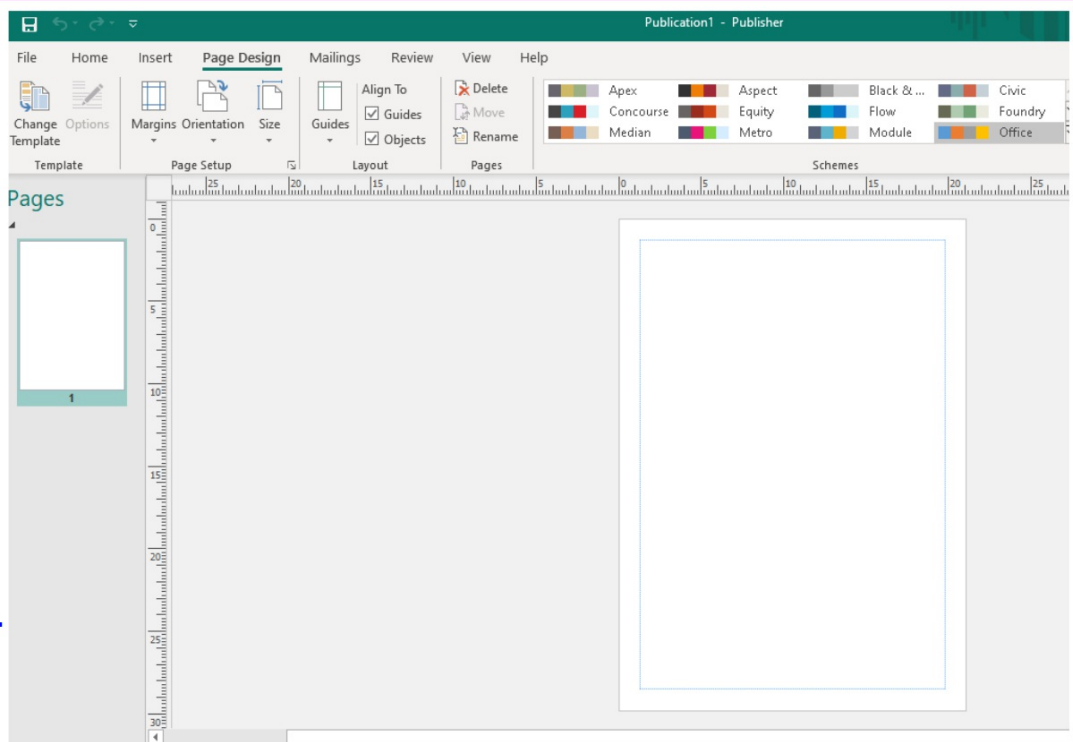 Publication1 - Publisher
File Home Insert Page Design Mailings Review View Help
Change Template
Options
Template
Margins Orientation Size
Page Setup
Guides
Align To
Guides
Objects
Layout
Delete
Move
Rename
Pages
Apex Aspect Black & ... Civic
Concourse Equity Flow Foundry
Median Metro Module Office
Schemes
Pages
25 20 15 10 5 0 5 10 15 20 25
0
5
10
15
20
25
30
1